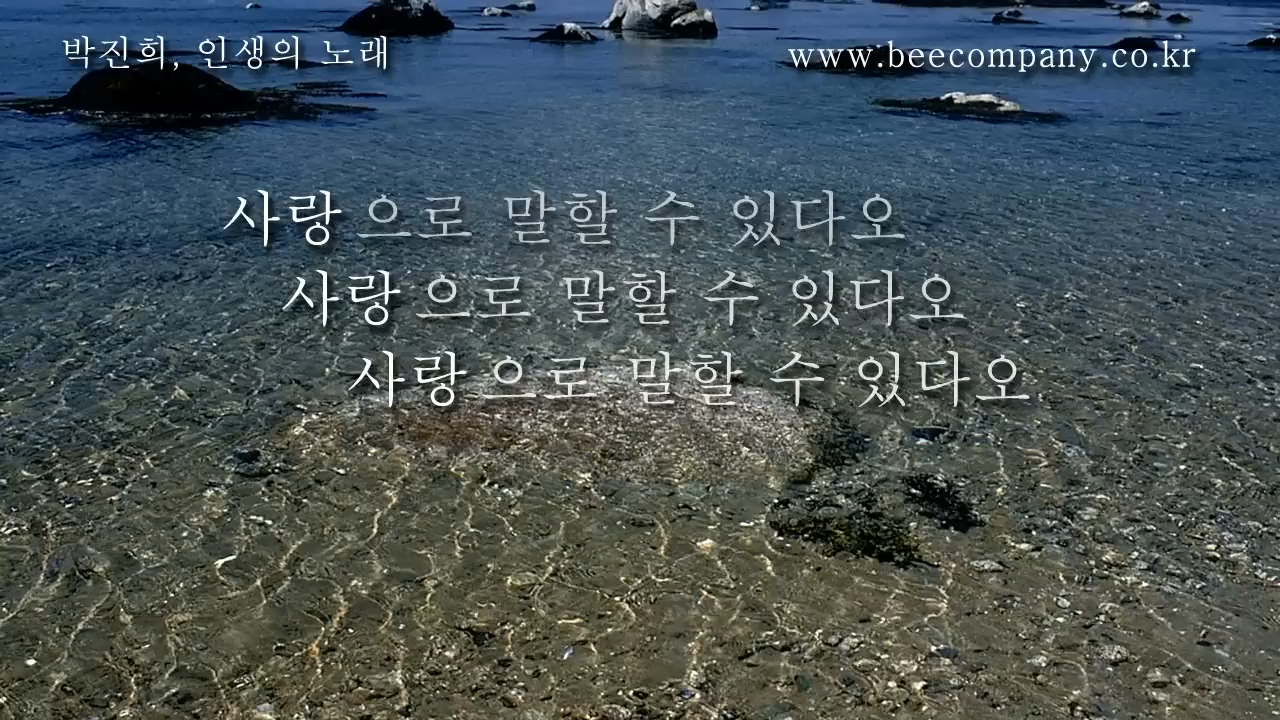 박진희, 인생의 노래
www.beecompany.co.kr
사랑으로 말할 수 있다오
사랑으로 말할 수 있다오
사랑으로 말할 수 있다오